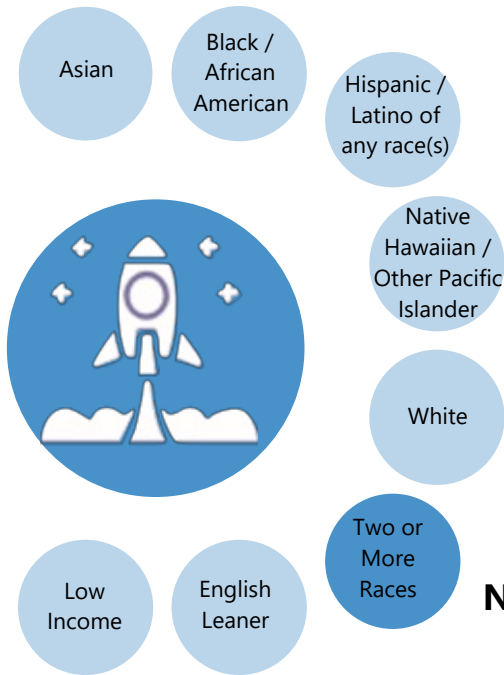 Asian
Black /
African
American
Hispanic /
Latino of
any race(s)
Native
Hawaiian /
Other Pacific
Islander
White
Two or
More
Races
English
Leaner
Low
Income
N